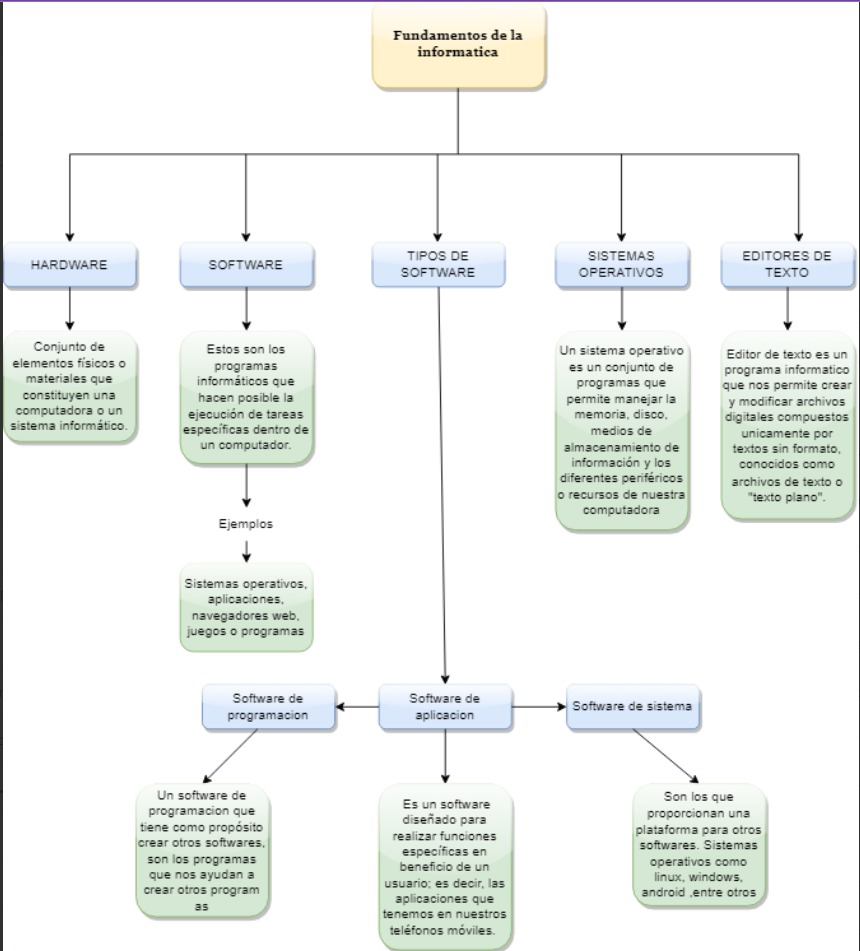 Fundamentos de la
informatica
HARDWARE
SOFTWARE
TIPOS DE
SOFTWARE
SISTEMAS
OPERATIVOS
EDITORES DE
TEXTO
Conjunto de
elementos físicos o
materiales que
constituyen una
computadora o un
sistema informático.
Estos son los
programas
informáticos que
hacen posible la
ejecución de tareas
específicas dentro de
un computador.
Un sistema operativo
es un conjunto de
programas que
permite manejar la
memoria, disco,
medios de
almacenamiento de
información y los
diferentes periféricos
o recursos de nuestra
computadora
Editor de texto es un
programa informatico
que nos permite crear
y modificar archivos
digitales compuestos
unicamente por
textos sin formato,
conocidos como
archivos de texto o
"texto plano".
Ejemplos
Sistemas operativos,
aplicaciones,
navegadores web,
juegos o programas
Software de
programacion
Software de
aplicacion
Software de sistema
Un software de
programacion que
tiene como propósito
crear otros softwares,
son los programas
que nos ayudan a
crear otros program
as
Es un software
diseñado para
realizar funciones
específicas en
beneficio de un
usuario; es decir, las
aplicaciones que
tenemos en nuestros
teléfonos móviles.
Son los que
proporcionan una
plataforma para otros
softwares. Sistemas
operativos como
linux, windows,
android ,entre otros